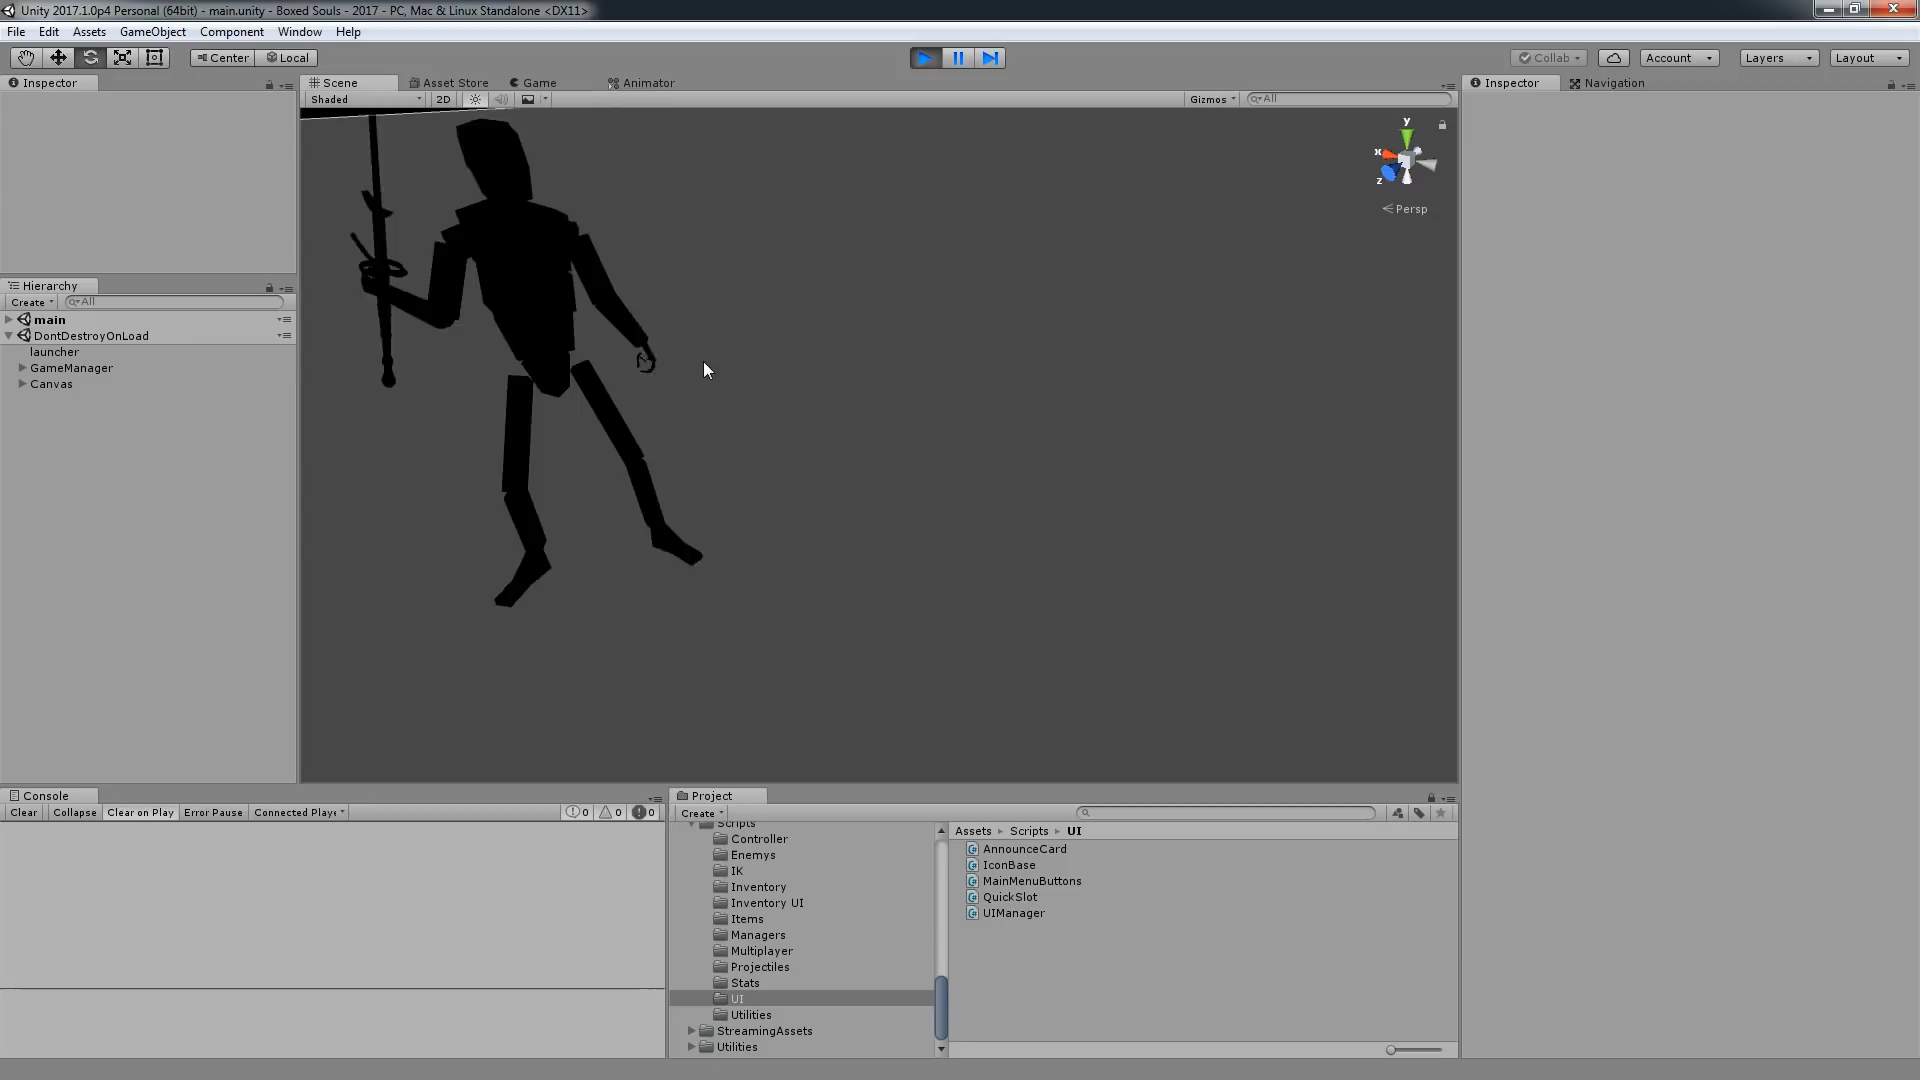 Unity 2017.1.0p4 Personal (64bit) - main.unity - Boxed Souls - 2017 - PC, Mac & Linux Standalone <DX11>
File Edit Assets GameObject Component Window Help
Center Local Collab Account Layers Layout
Inspector
Scene Asset Store Game Animator
Inspector Navigation
Shaded 2D Gizmos All
y
x
z
Persp
Hierarchy
Create All
main
DontDestroyOnLoad
launcher
GameManager
Canvas
Console
Clear Collapse Clear on Play Error Pause Connected Playe 0 0 0
Project
Create
Scripts
Controller
Enemys
IK
Inventory
Inventory UI
Items
Managers
Multiplayer
Projectiles
Stats
UI
Utilities
StreamingAssets
Utilities
Assets Scripts UI
AnnounceCard
IconBase
MainMenuButtons
QuickSlot
UIManager